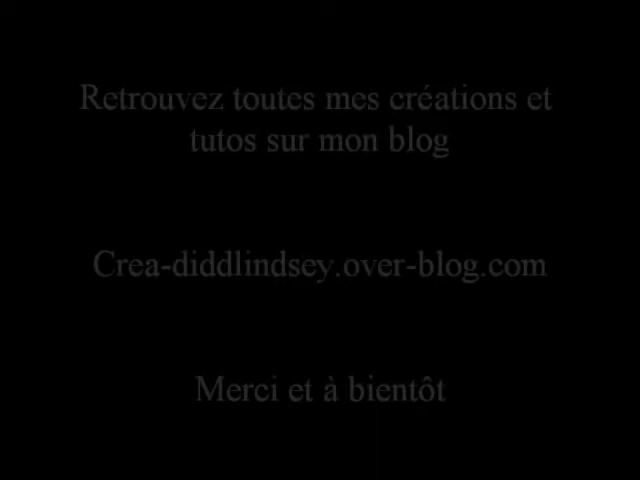 Retrouvez toutes mes créations et
tutos sur mon blog
Crea-diddlindsey.over-blog.com
Merci et à bientôt